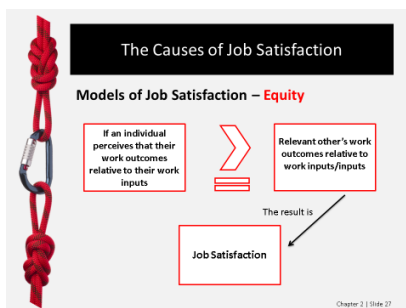 The Causes of Job Satisfaction
Models of Job Satisfaction – Equity
If an individual
perceives that their
work outcomes
relative to their work
inputs
Relevant other's work
outcomes relative to
work inputs/inputs
The result is
Job Satisfaction
Chapter 2 | Slide 27